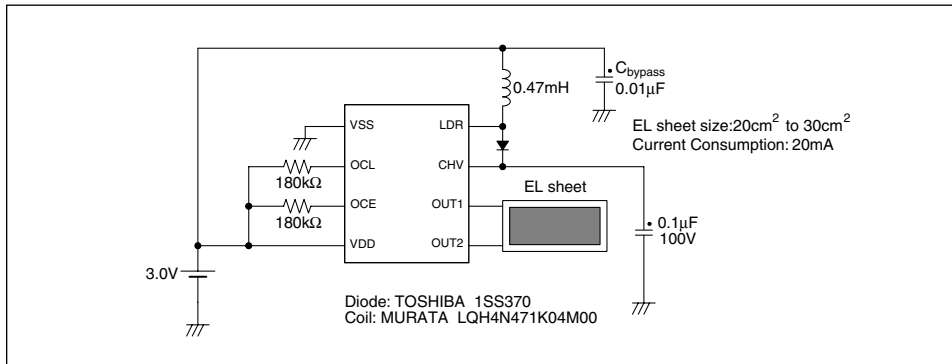 C bypass
0.01µF
0.47mH
EL sheet size:20cm² to 30cm²
Current Consumption: 20mA
VSS
LDR
OCL
CHV
180kΩ
EL sheet
OCE
OUT1
180kΩ
0.1µF
100V
VDD
OUT2
3.0V
Diode: TOSHIBA 1SS370
Coil: MURATA LQH4N471K04M00